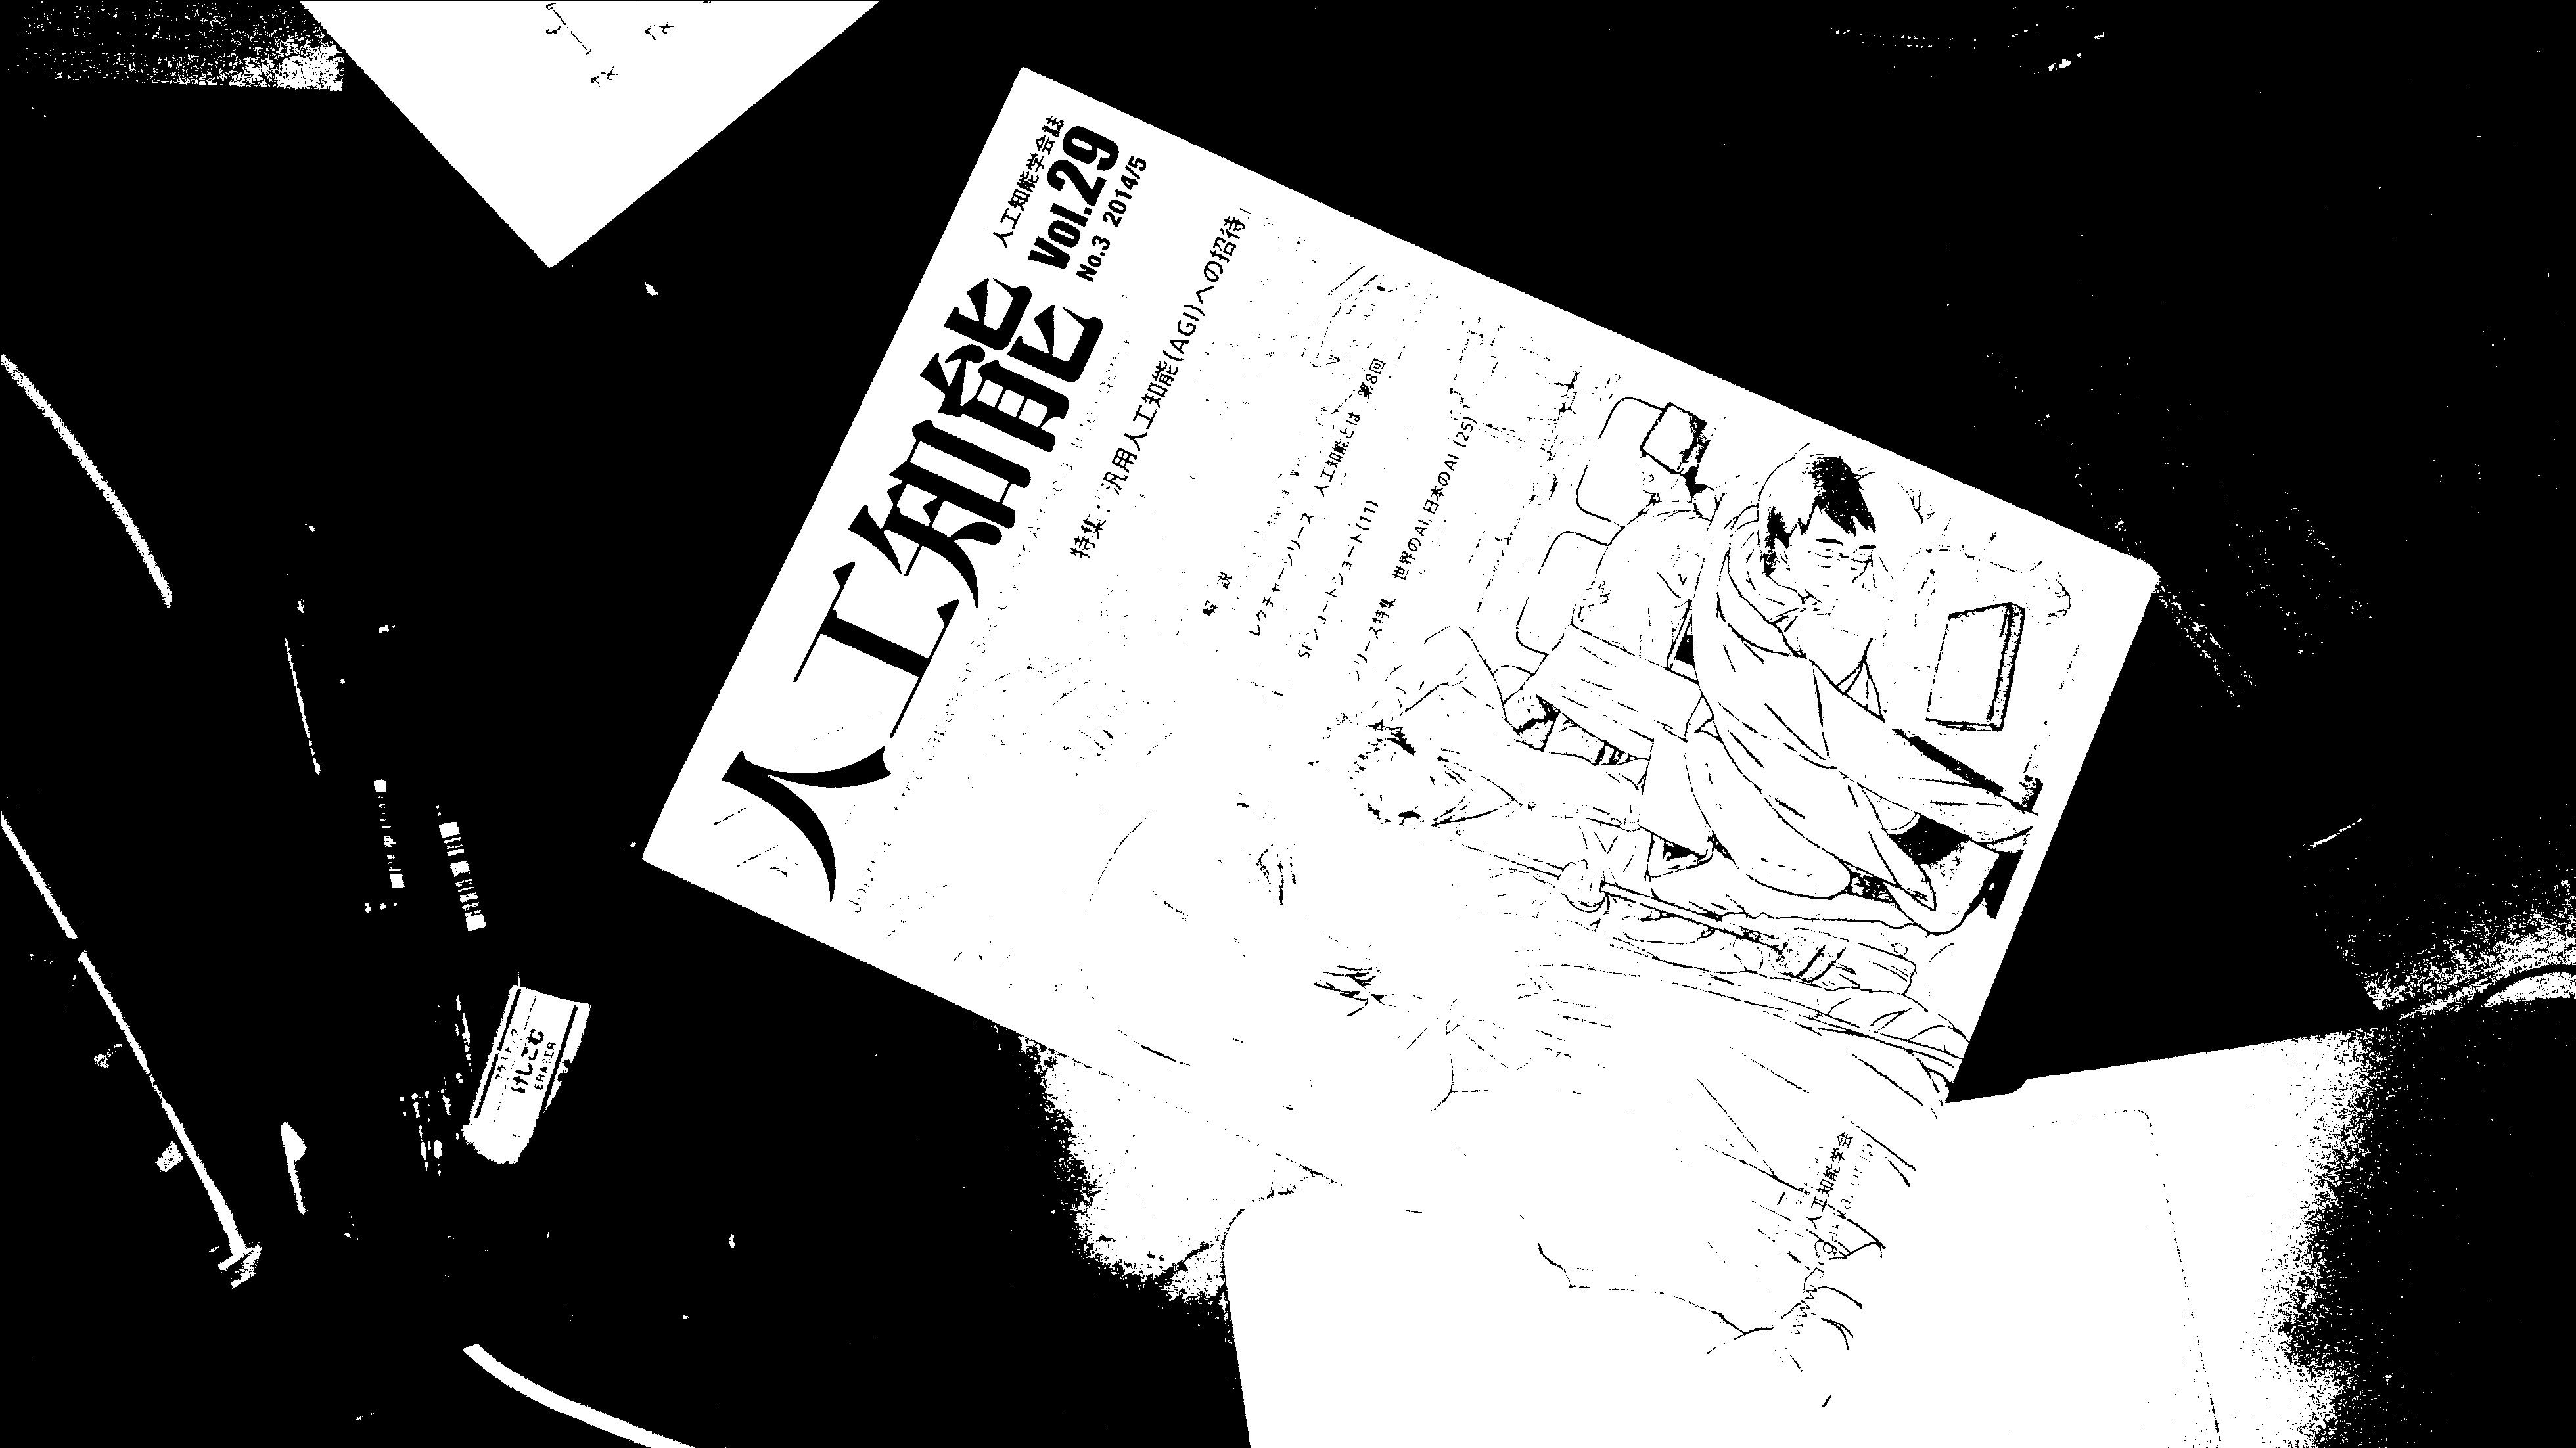 人工知能学会誌
Vol.29
No.3 2014/5
人工知能
特集：汎用人工知能(AGI)への招待
解 説
レクチャーシリーズ 人工知能とは 第8回
SFショートショート(11)
シリーズ特集 世界のAI 日本のAI (25)
人工知能学会
けしごむ
ERASER